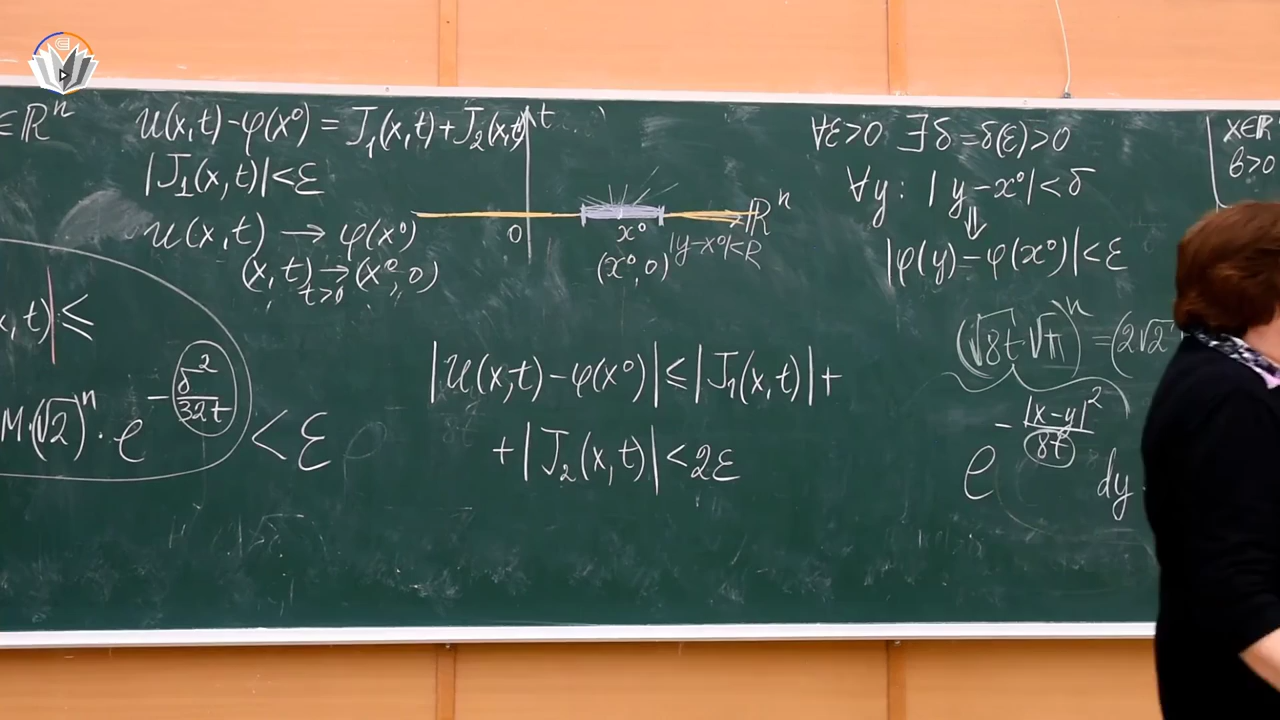 ∈ℝⁿ
u(x,t)-φ(x⁰) = J₁(x,t)+J₂(x,t)
|J₁(x,t)|<ε
u(x,t) → φ(x⁰)
(x,t)→(x⁰,0)
t>0
,t)|≤
M·(√2)ⁿ·e^(-δ²/32t) < ε
t
0
x⁰
ℝⁿ
(x⁰,0)
|y-x⁰|<R
|u(x,t)-φ(x⁰)|≤|J₁(x,t)|+
+|J₂(x,t)|<2ε
∀ε>0 ∃δ=δ(ε)>0
∀y: |y-x⁰|<δ
⇓
|φ(y)-φ(x⁰)|<ε
(√8t·√π)ⁿ=(2√2
e^(-|x-y|²/8t) dy
x∈ℝ
t>0